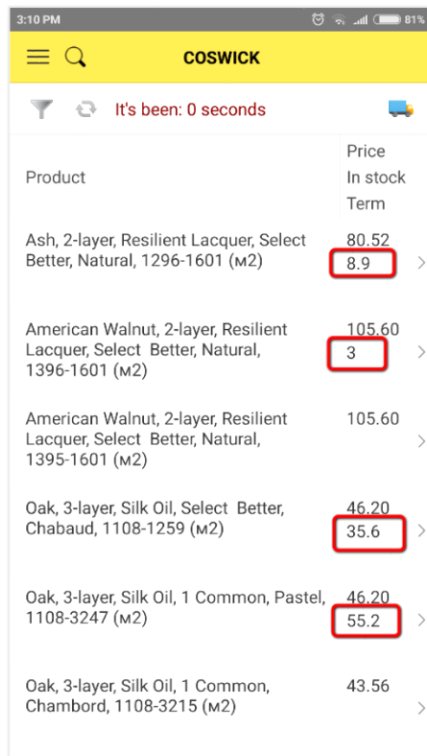 3:10 PM
81%
COSWICK
It's been: 0 seconds
Product
Price
In stock
Term
Ash, 2-layer, Resilient Lacquer, Select
Better, Natural, 1296-1601 (м2)
80.52
8.9
American Walnut, 2-layer, Resilient
Lacquer, Select  Better, Natural,
1396-1601 (м2)
105.60
3
American Walnut, 2-layer, Resilient
Lacquer, Select  Better, Natural,
1395-1601 (м2)
105.60
Oak, 3-layer, Silk Oil, Select  Better,
Chabaud, 1108-1259 (м2)
46.20
35.6
Oak, 3-layer, Silk Oil, 1 Common, Pastel,
1108-3247 (м2)
46.20
55.2
Oak, 3-layer, Silk Oil, 1 Common,
Chambord, 1108-3215 (м2)
43.56